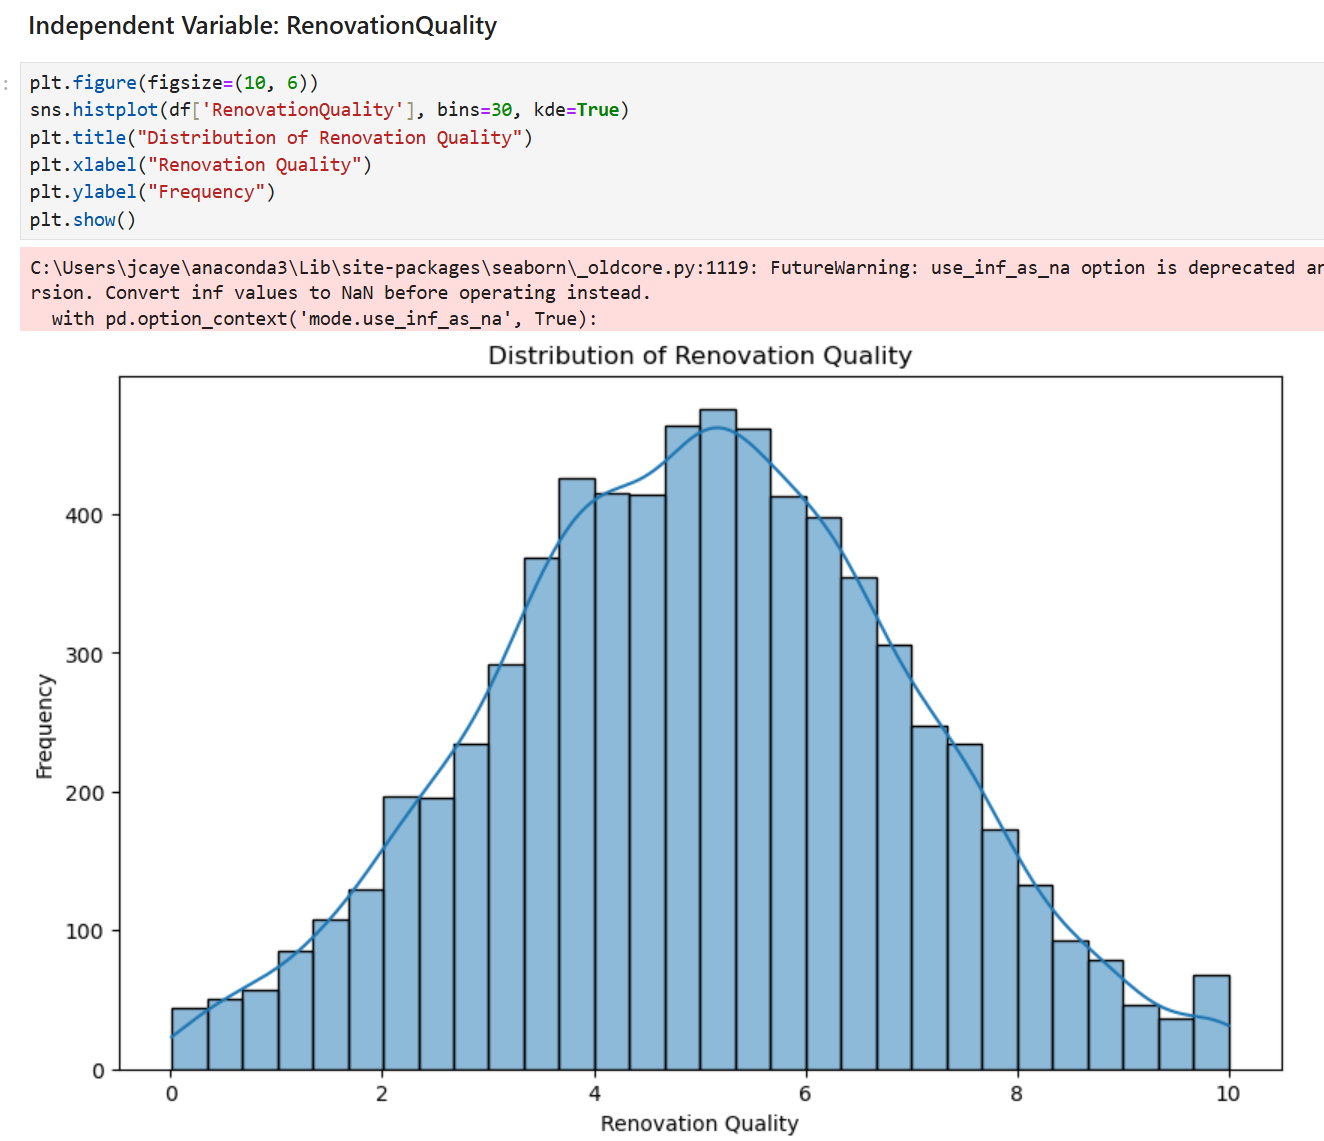 Independent Variable: RenovationQuality
:
plt.figure(figsize=(10, 6))
sns.histplot(df['RenovationQuality'], bins=30, kde=True)
plt.title("Distribution of Renovation Quality")
plt.xlabel("Renovation Quality")
plt.ylabel("Frequency")
plt.show()
C:\Users\jcaye\anaconda3\Lib\site-packages\seaborn\_oldcore.py:1119: FutureWarning: use_inf_as_na option is deprecated an
rsion. Convert inf values to NaN before operating instead.
with pd.option_context('mode.use_inf_as_na', True):
Distribution of Renovation Quality
Frequency
400
300
200
100
0
0 2 4 6 8 10
Renovation Quality